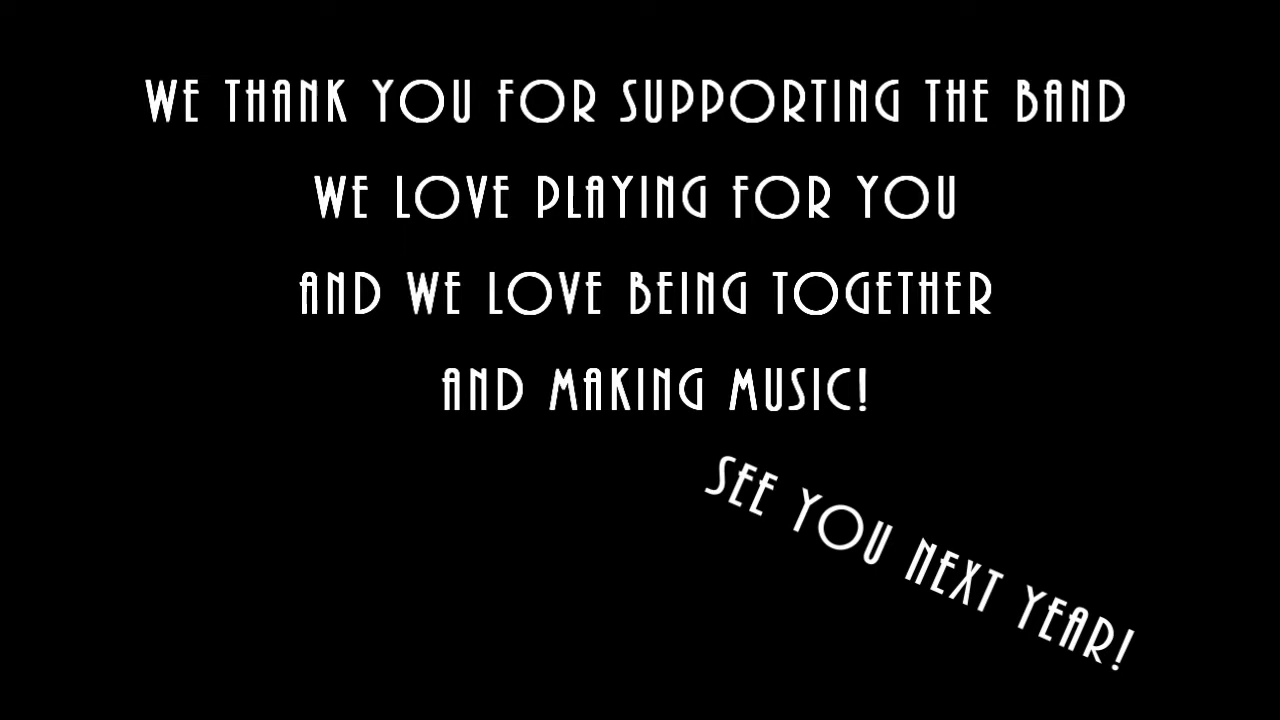 WE THANK YOU FOR SUPPORTING THE BAND
WE LOVE PLAYING FOR YOU
AND WE LOVE BEING TOGETHER
AND MAKING MUSIC!
SEE YOU NEXT YEAR!